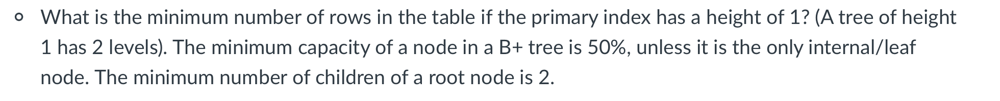 What is the minimum number of rows in the table if the primary index has a height of 1? (A tree of height
1 has 2 levels). The minimum capacity of a node in a B+ tree is 50%, unless it is the only internal/leaf
node. The minimum number of children of a root node is 2.